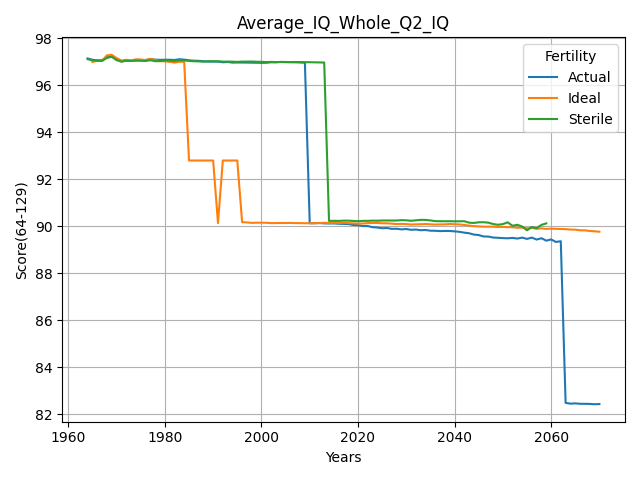 Average_IQ_Whole_Q2_IQ
Score(64-129)
98
96
94
92
90
88
86
84
82
1960
1980
2000
2020
2040
2060
Years
Fertility
Actual
Ideal
Sterile